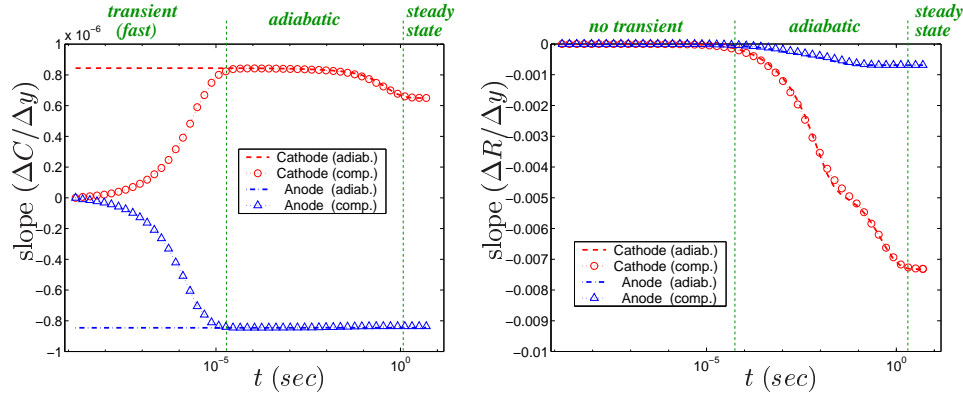 transient
(fast)
adiabatic
steady
state
1
x 10^-6
0.8
0.6
0.4
0.2
0
-0.2
-0.4
-0.6
-0.8
-1
slope (ΔC/Δy)
Cathode (adiab.)
Cathode (comp.)
Anode (adiab.)
Anode (comp.)
10^-5
10^0
t (sec)
no transient
adiabatic
steady
state
0
-0.001
-0.002
-0.003
-0.004
-0.005
-0.006
-0.007
-0.008
-0.009
-0.01
slope (ΔR/Δy)
Cathode (adiab.)
Cathode (comp.)
Anode (adiab.)
Anode (comp.)
10^-5
10^0
t (sec)